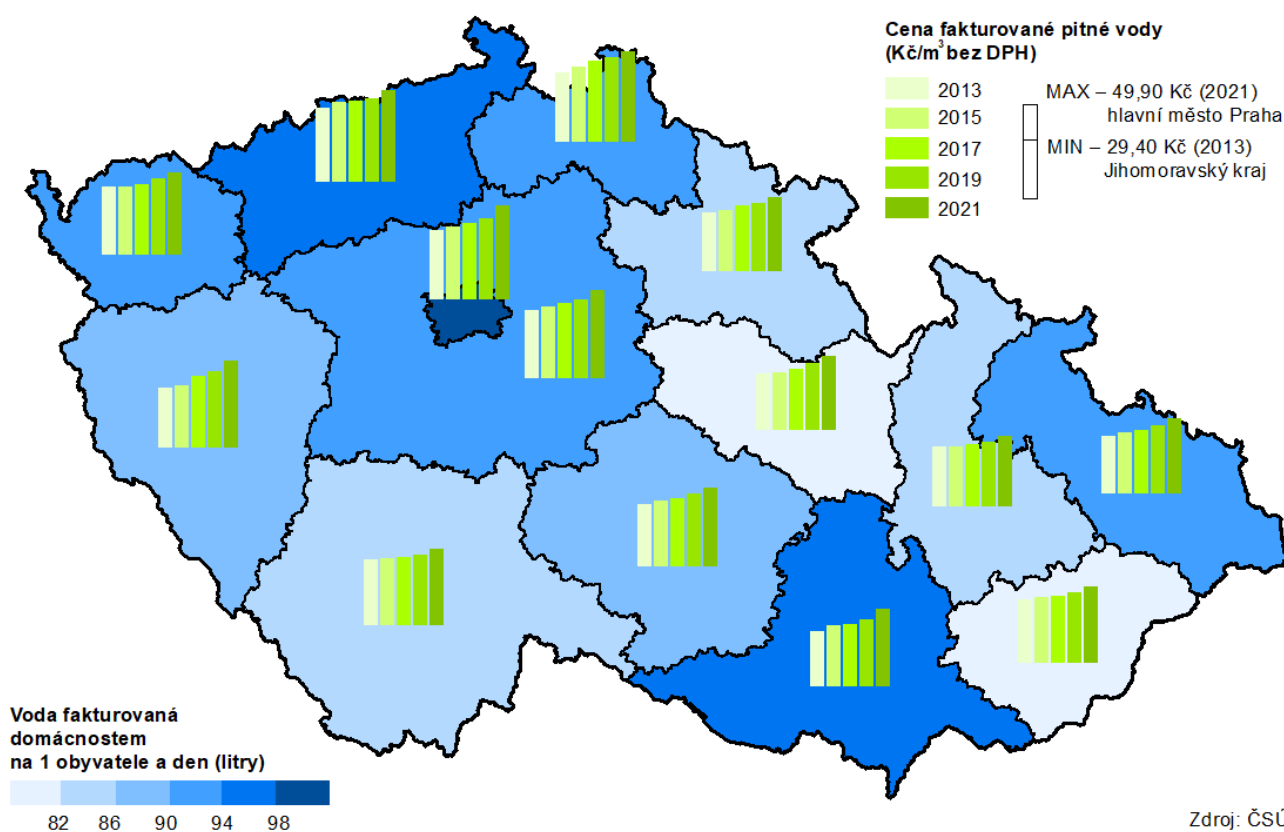 Cena fakturované pitné vody
(Kč/m³ bez DPH)
2013
2015
2017
2019
2021
MAX – 49,90 Kč (2021)
hlavní město Praha
MIN – 29,40 Kč (2013)
Jihomoravský kraj
Voda fakturovaná
domácnostem
na 1 obyvatele a den (litry)
82 86 90 94 98
Zdroj: ČSÚ